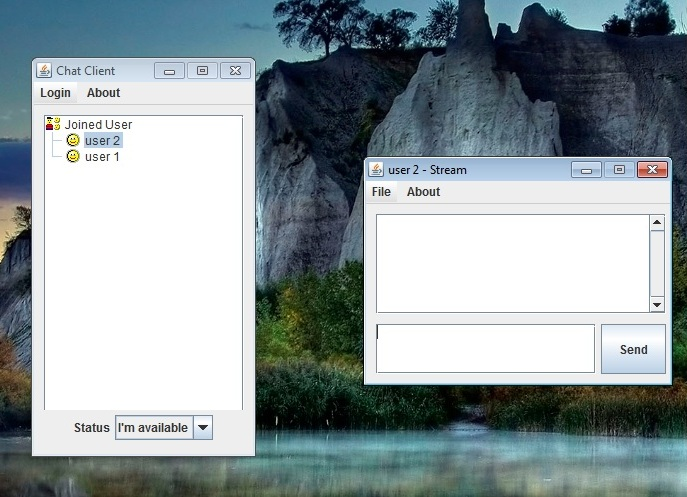 Chat Client
Login About
Joined User
user 2
user 1
Status I'm available
user 2 - Stream
File About
Send